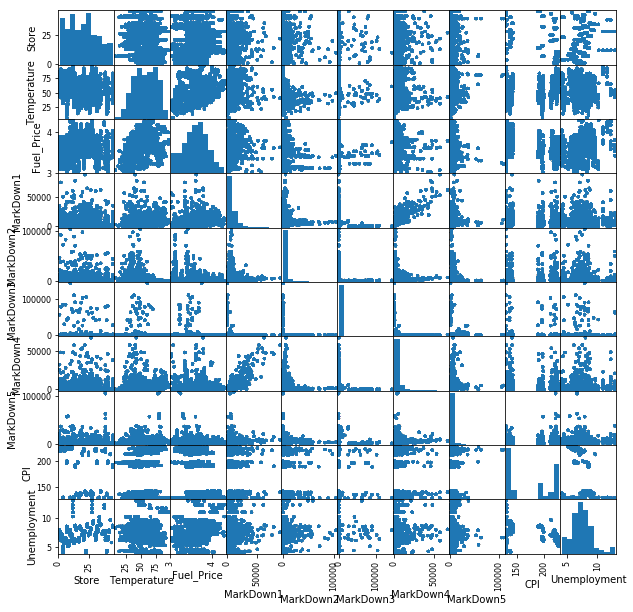 Store
25
0
Temperature
75
50
25
Fuel_Price
4
3
MarkDown1
50000
0
MarkDown2
100000
0
MarkDown3
100000
0
MarkDown4
50000
0
MarkDown5
100000
0
CPI
200
150
Unemployment
10
5
0 25 25 50 75 3 4 0 50000 0 100000 0 100000 0 50000 0 100000 150 200 5 10
Store Temperature Fuel_Price MarkDown1 MarkDown2 MarkDown3 MarkDown4 MarkDown5 CPI Unemployment